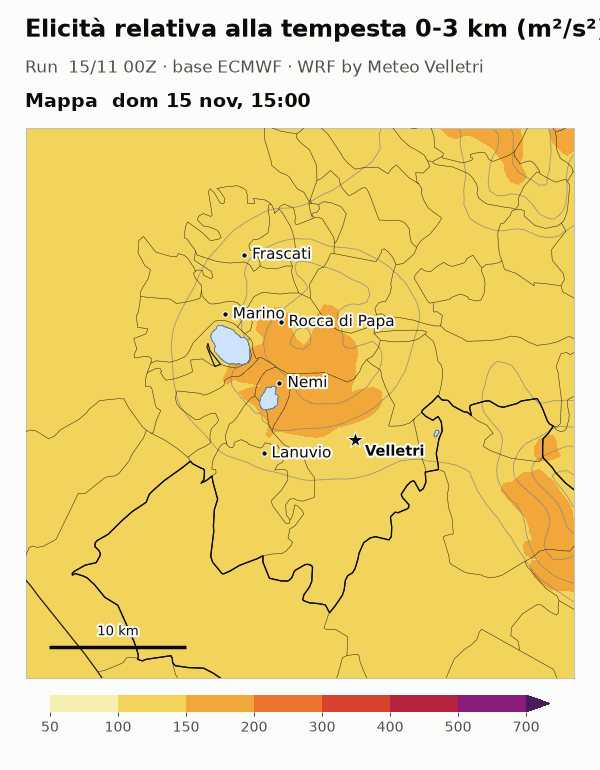 Elicità relativa alla tempesta 0-3 km (m²/s²)
Run  15/11 00Z · base ECMWF · WRF by Meteo Velletri
Mappa  dom 15 nov, 15:00
Frascati
Marino
Rocca di Papa
Nemi
Velletri
Lanuvio
10 km
50 100 150 200 300 400 500 700